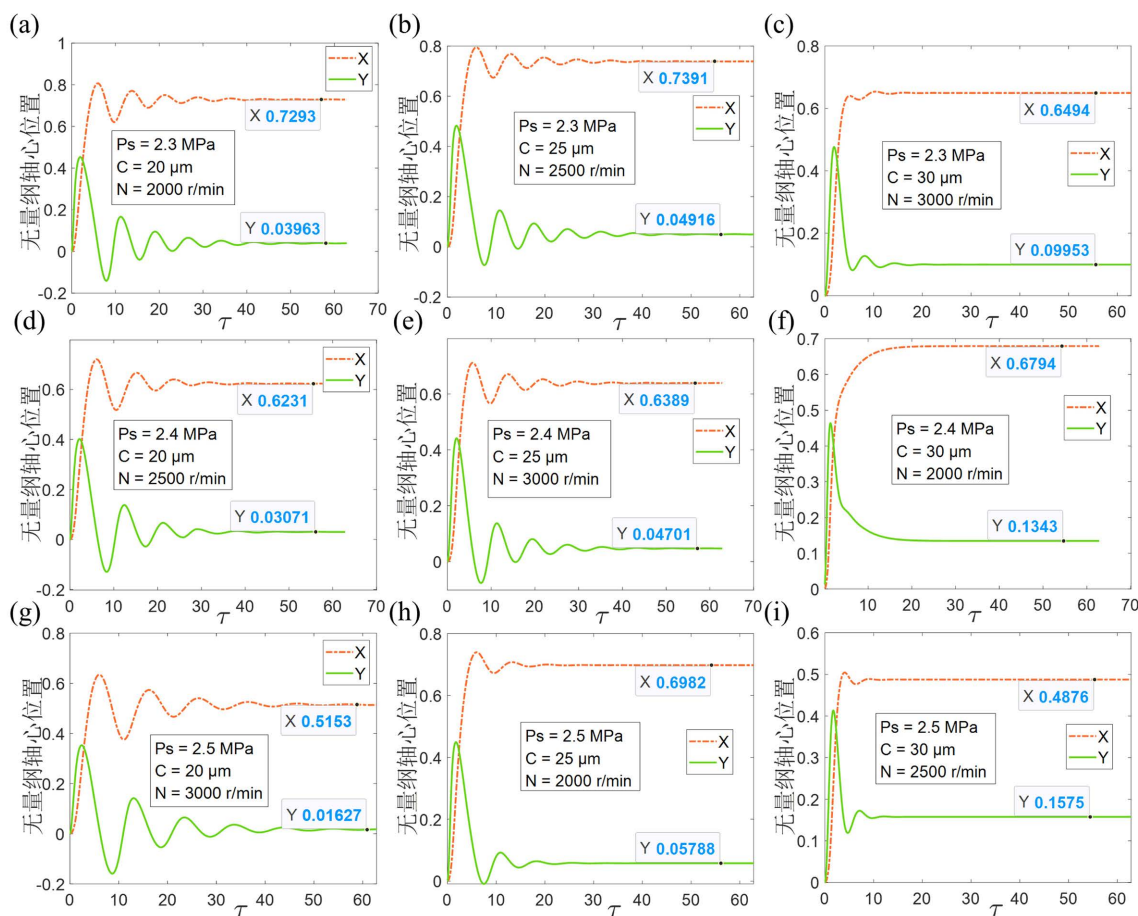 (a)
1
0.8
0.6
0.4
0.2
0
-0.2
无量纲轴心位置
X
Y
X 0.7293
Ps = 2.3 MPa
C = 20 μm
N = 2000 r/min
Y 0.03963
0 10 20 30 40 50 60 70
τ
(b)
0.8
0.6
0.4
0.2
0
-0.2
无量纲轴心位置
X 0.7391
X
Y
Ps = 2.3 MPa
C = 25 μm
N = 2500 r/min
Y 0.04916
0 10 20 30 40 50 60
τ
(c)
0.8
0.6
0.4
0.2
0
无量纲轴心位置
X 0.6494
X
Y
Ps = 2.3 MPa
C = 30 μm
N = 3000 r/min
Y 0.09953
0 10 20 30 40 50 60
τ
(d)
0.6
0.4
0.2
0
-0.2
无量纲轴心位置
X
Y
X 0.6231
Ps = 2.4 MPa
C = 20 μm
N = 2500 r/min
Y 0.03071
0 10 20 30 40 50 60 70
τ
(e)
0.8
0.6
0.4
0.2
0
-0.2
无量纲轴心位置
X
Y
X 0.6389
Ps = 2.4 MPa
C = 25 μm
N = 3000 r/min
Y 0.04701
0 10 20 30 40 50 60 70
τ
(f)
0.7
0.6
0.5
0.4
0.3
0.2
0.1
0
无量纲轴心位置
X 0.6794
X
Y
Ps = 2.4 MPa
C = 30 μm
N = 2000 r/min
Y 0.1343
0 10 20 30 40 50 60 70
τ
(g)
0.8
0.6
0.4
0.2
0
-0.2
无量纲轴心位置
X
Y
X 0.5153
Ps = 2.5 MPa
C = 20 μm
N = 3000 r/min
Y 0.01627
0 10 20 30 40 50 60
τ
(h)
0.8
0.6
0.4
0.2
0
无量纲轴心位置
X 0.6982
X
Y
Ps = 2.5 MPa
C = 25 μm
N = 2000 r/min
Y 0.05788
0 10 20 30 40 50 60
τ
(i)
0.6
0.5
0.4
0.3
0.2
0.1
0
无量纲轴心位置
X 0.4876
X
Y
Ps = 2.5 MPa
C = 30 μm
N = 2500 r/min
Y 0.1575
0 10 20 30 40 50 60
τ